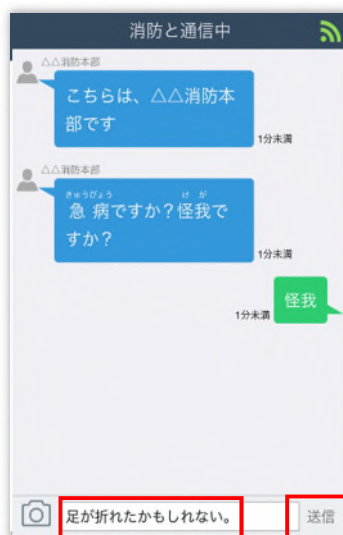 消防と通信中
△△消防本部
こちらは、△△消防本
部です
1分未満
△△消防本部
きゅうびょう けが
急病ですか?怪我で
すか?
1分未満
怪我
1分未満
足が折れたかもしれない。
送信